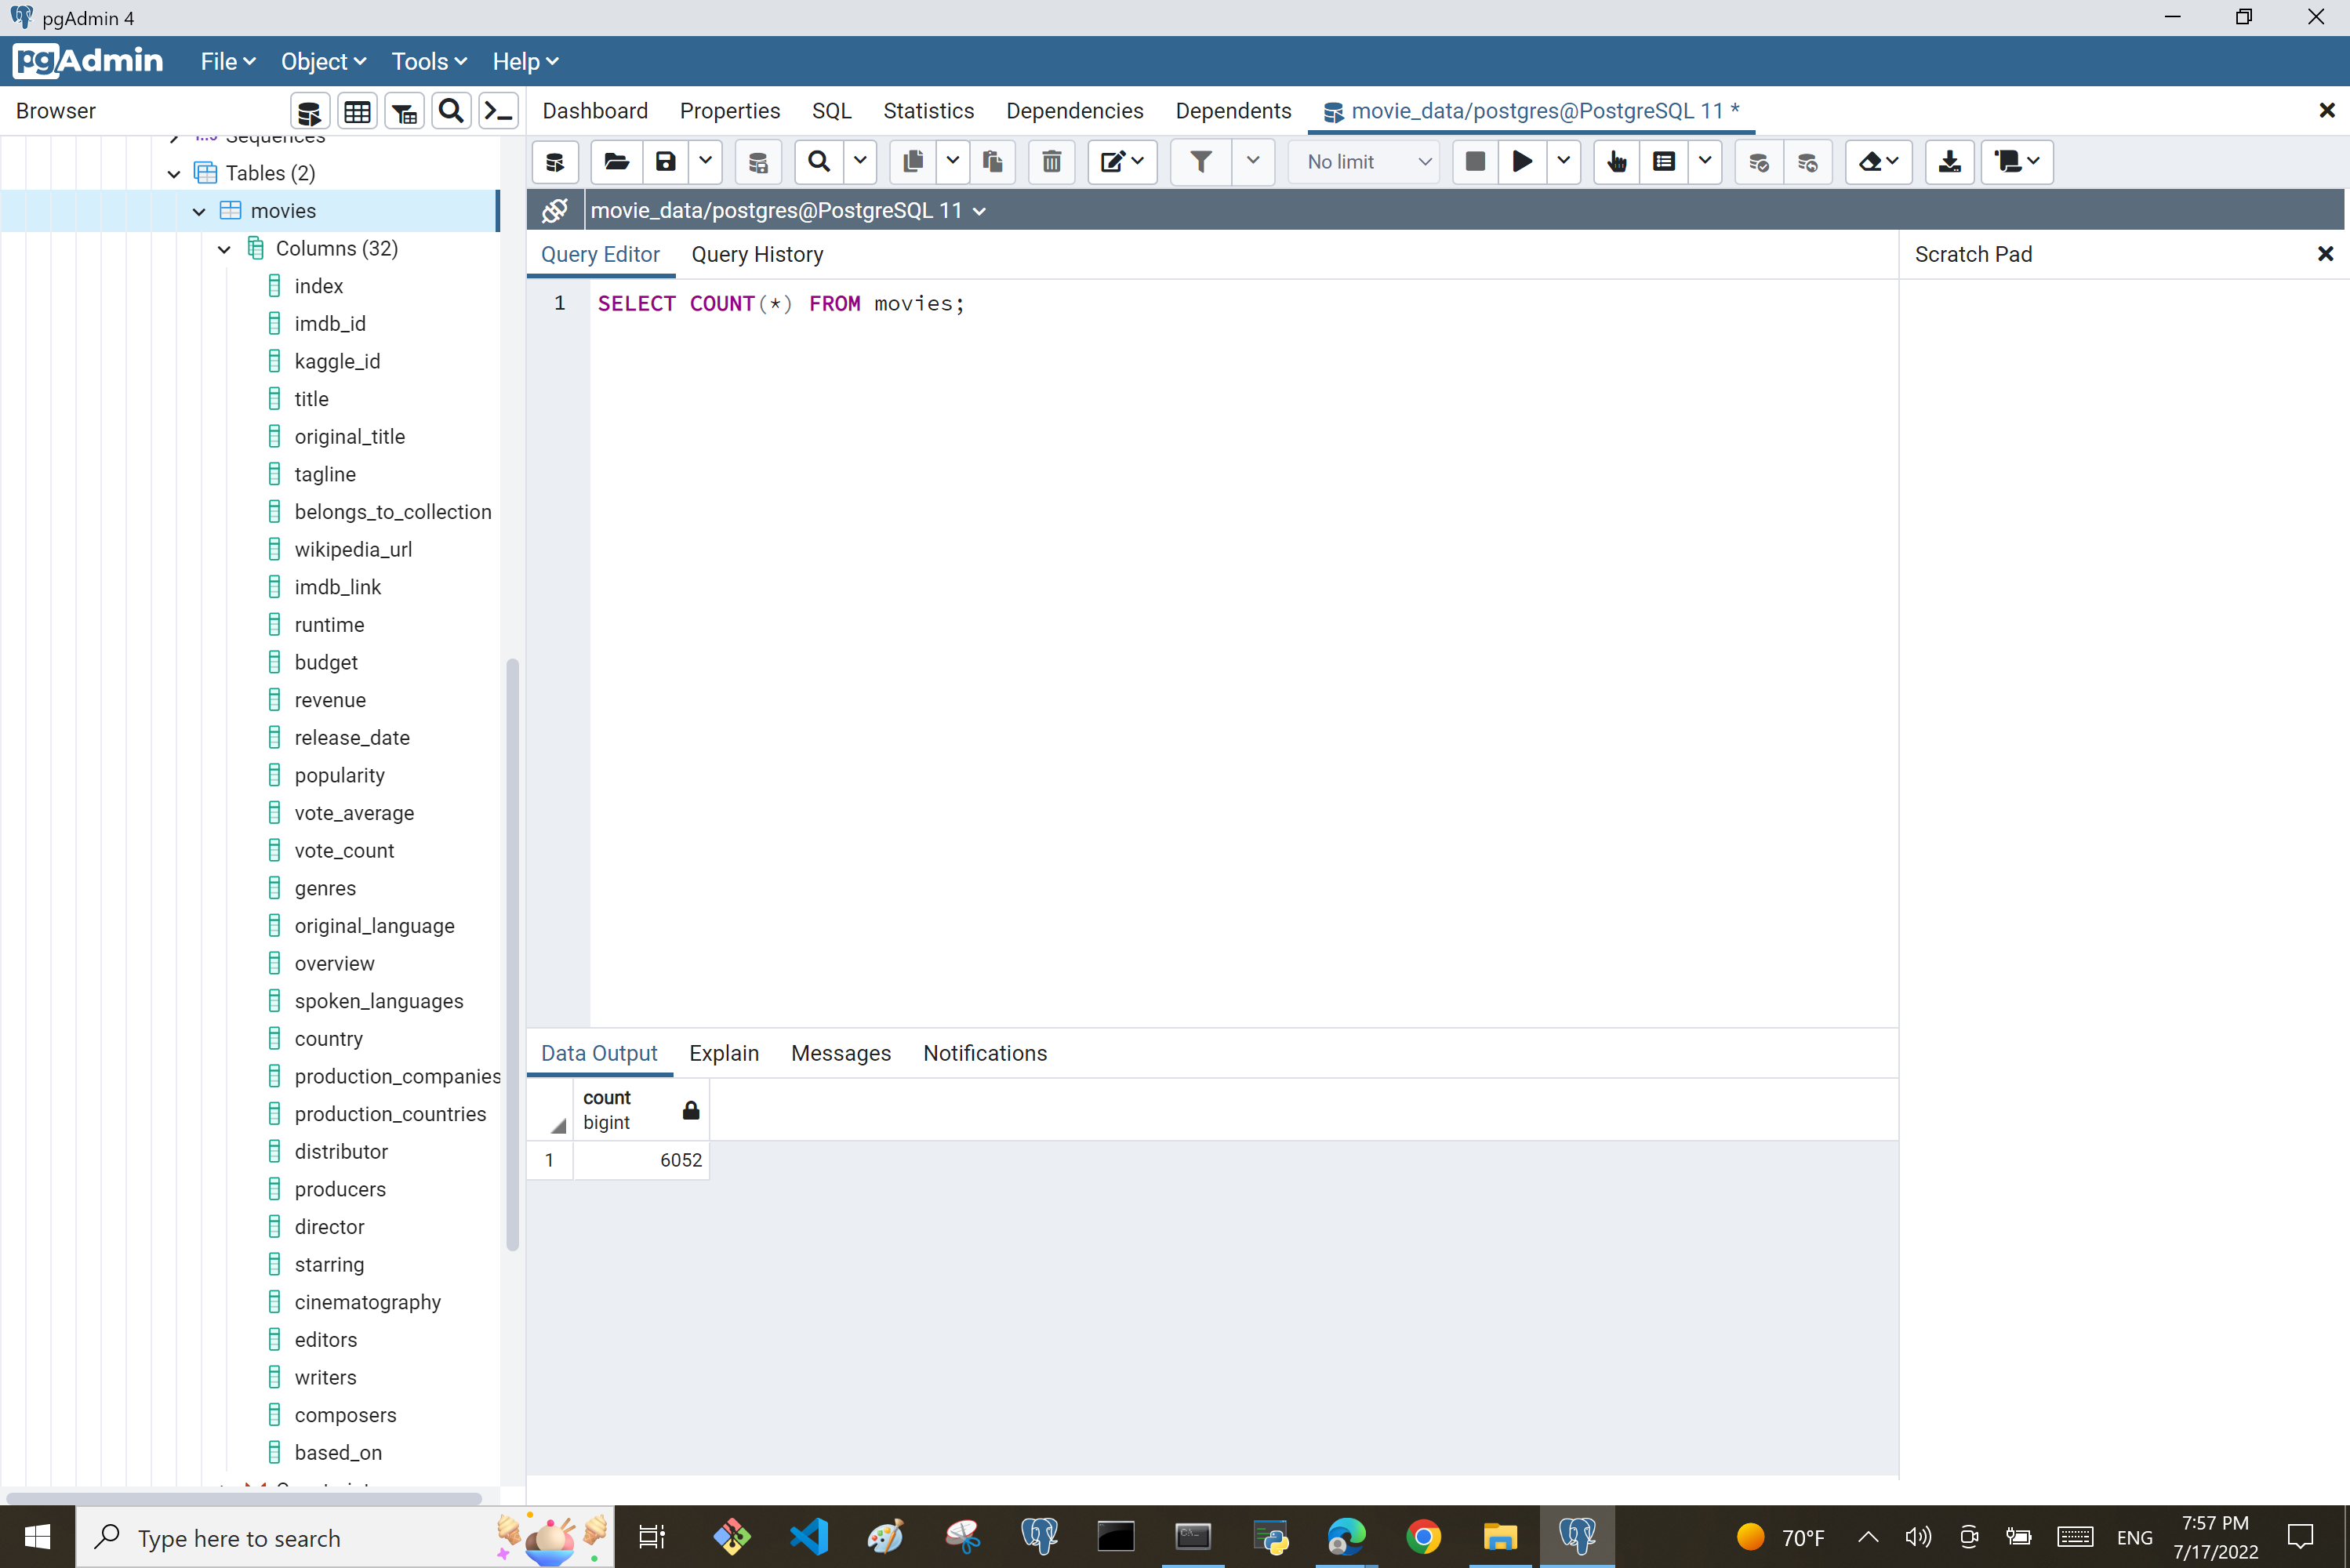 pgAdmin 4
pgAdmin File Object Tools Help
Browser
Dashboard Properties SQL Statistics Dependencies Dependents movie_data/postgres@PostgreSQL 11 *
Sequences
Tables (2)
movies
Columns (32)
index
imdb_id
kaggle_id
title
original_title
tagline
belongs_to_collection
wikipedia_url
imdb_link
runtime
budget
revenue
release_date
popularity
vote_average
vote_count
genres
original_language
overview
spoken_languages
country
production_companies
production_countries
distributor
producers
director
starring
cinematography
editors
writers
composers
based_on
No limit
movie_data/postgres@PostgreSQL 11
Query Editor Query History
Scratch Pad
1 SELECT COUNT(*) FROM movies;
Data Output Explain Messages Notifications
count
bigint
1 6052
Type here to search
70°F
ENG
7:57 PM
7/17/2022